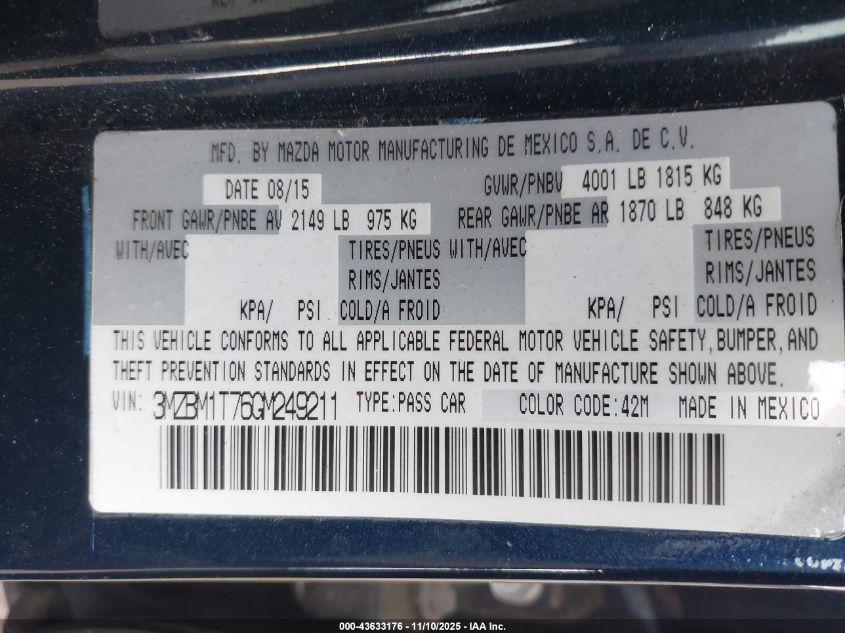 MFD. BY MAZDA MOTOR MANUFACTURING DE MEXICO S.A. DE C.V.
DATE 08/15 GVWR/PNBV 4001 LB 1815 KG
FRONT GAWR/PNBE AV 2149 LB 975 KG REAR GAWR/PNBE AR 1870 LB 848 KG
WITH/AVEC TIRES/PNEUS WITH/AVEC TIRES/PNEUS
RIMS/JANTES RIMS/JANTES
KPA/ PSI COLD/A FROID KPA/ PSI COLD/A FROID
THIS VEHICLE CONFORMS TO ALL APPLICABLE FEDERAL MOTOR VEHICLE SAFETY, BUMPER, AND
THEFT PREVENTION STANDARDS IN EFFECT ON THE DATE OF MANUFACTURE SHOWN ABOVE.
VIN: 3MZBM1T76GM249211 TYPE:PASS CAR COLOR CODE:42M MADE IN MEXICO
000-43633176 - 11/10/2025 - IAA Inc.